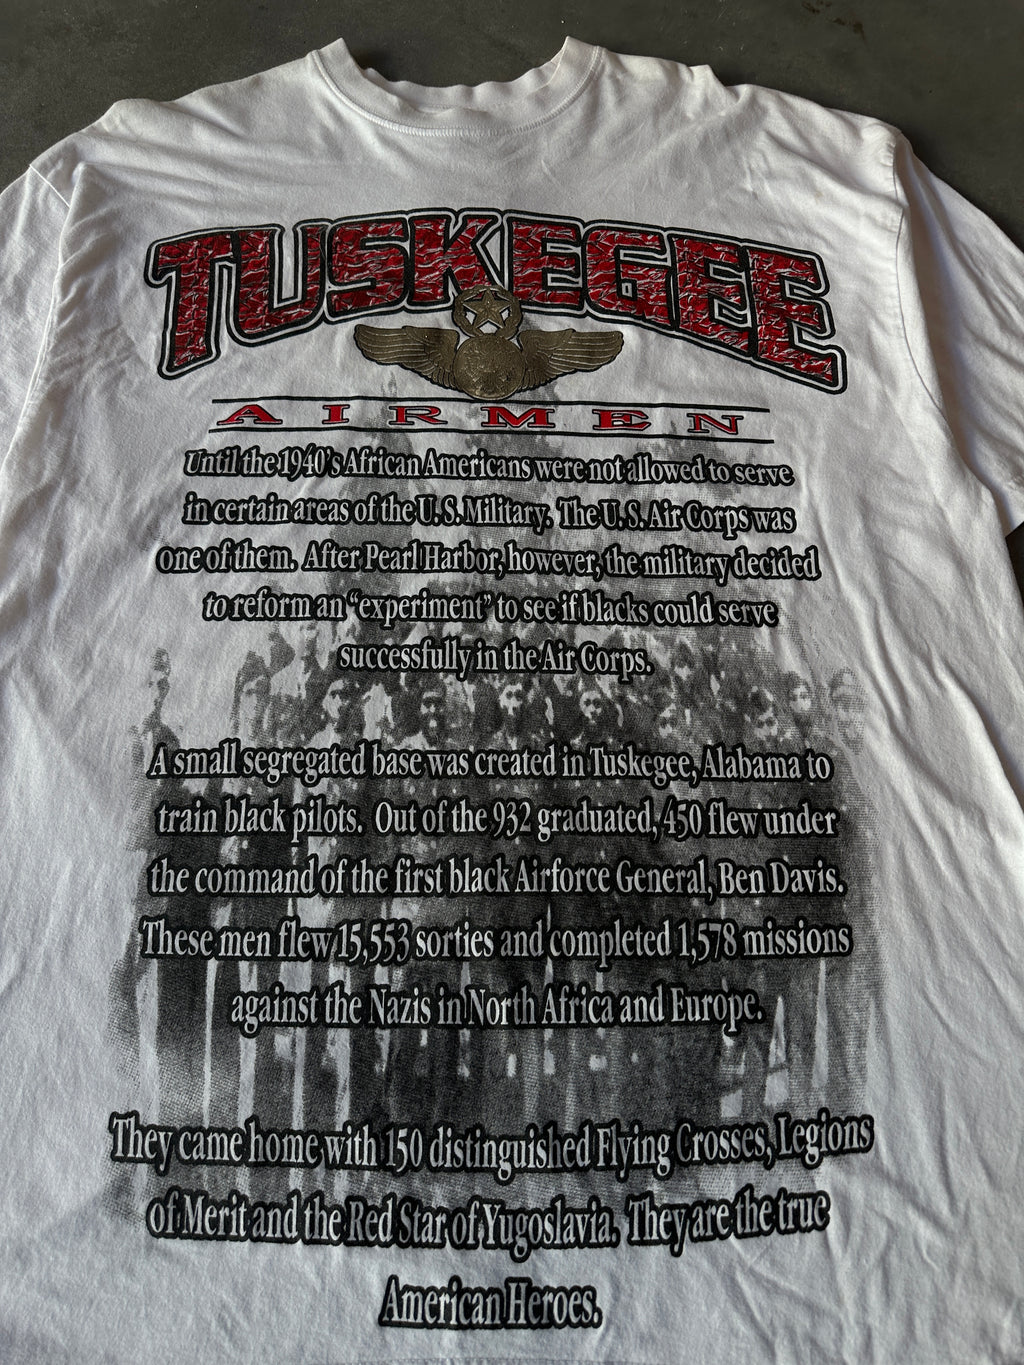 TUSKEGEE
AIRMEN
Until the 1940's African Americans were not allowed to serve
in certain areas of the U.S. Military. The U.S. Air Corps was
one of them. After Pearl Harbor, however, the military decided
to reform an "experiment" to see if blacks could serve
successfully in the Air Corps.
A small segregated base was created in Tuskegee, Alabama to
train black pilots. Out of the 932 graduated, 450 flew under
the command of the first black Airforce General, Ben Davis.
These men flew 15,553 sorties and completed 1,578 missions
against the Nazis in North Africa and Europe.
They came home with 150 distinguished Flying Crosses, Legions
of Merit and the Red Star of Yugoslavia. They are the true
American Heroes.